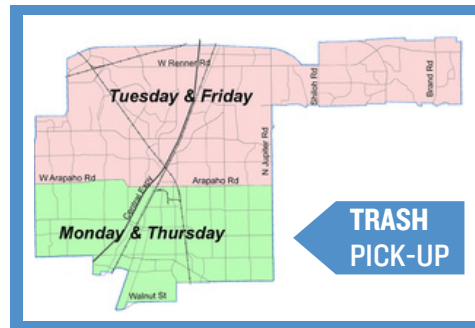 W Renner Rd
Tuesday & Friday
Shiloh Rd
Brand Rd
N Jupiter Rd
W Arapaho Rd
Arapaho Rd
Central Expy
Monday & Thursday
Walnut St
TRASH
PICK-UP